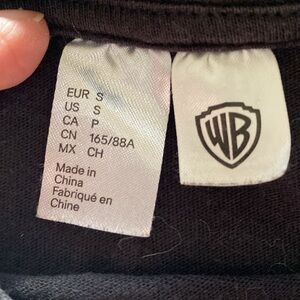 EUR S
US S
CA P
CN 165/88A
MX CH
Made in
China
Fabriqué en
Chine
WB